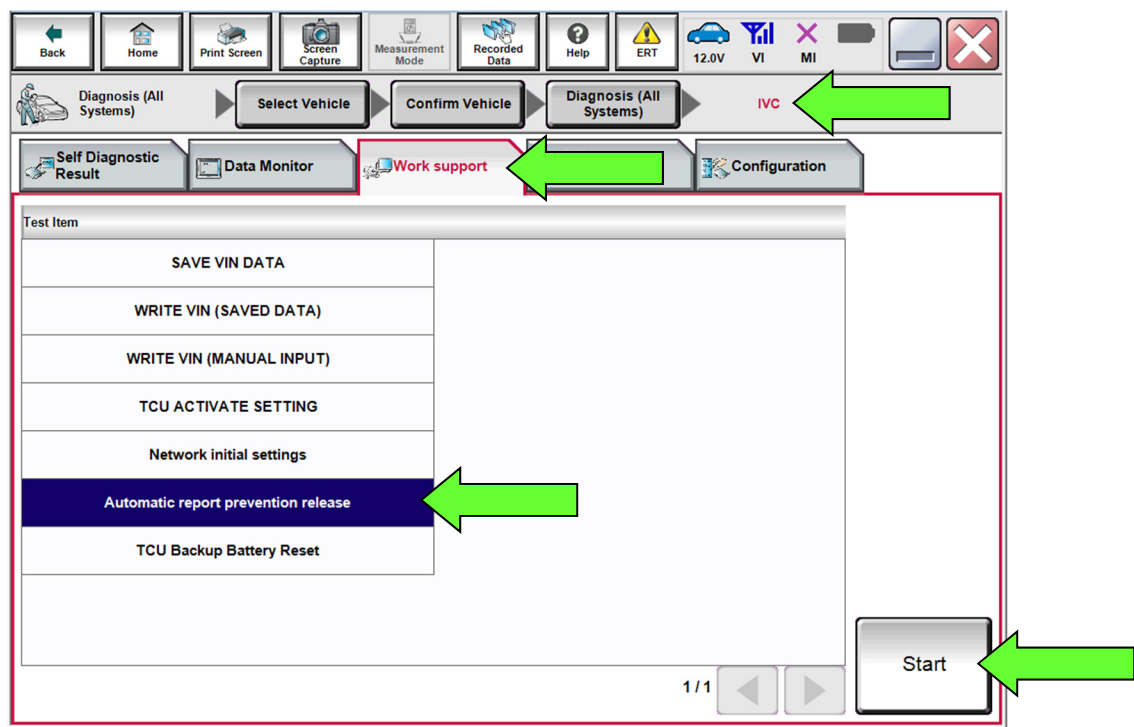 Back
Home
Print Screen
Screen
Capture
Measurement
Mode
Recorded
Data
Help
ERT
12.0V
VI
MI
Diagnosis (All
Systems)
Select Vehicle
Confirm Vehicle
Diagnosis (All
Systems)
IVC
Self Diagnostic
Result
Data Monitor
Work support
Configuration
Test Item
SAVE VIN DATA
WRITE VIN (SAVED DATA)
WRITE VIN (MANUAL INPUT)
TCU ACTIVATE SETTING
Network initial settings
Automatic report prevention release
TCU Backup Battery Reset
Start
1/1